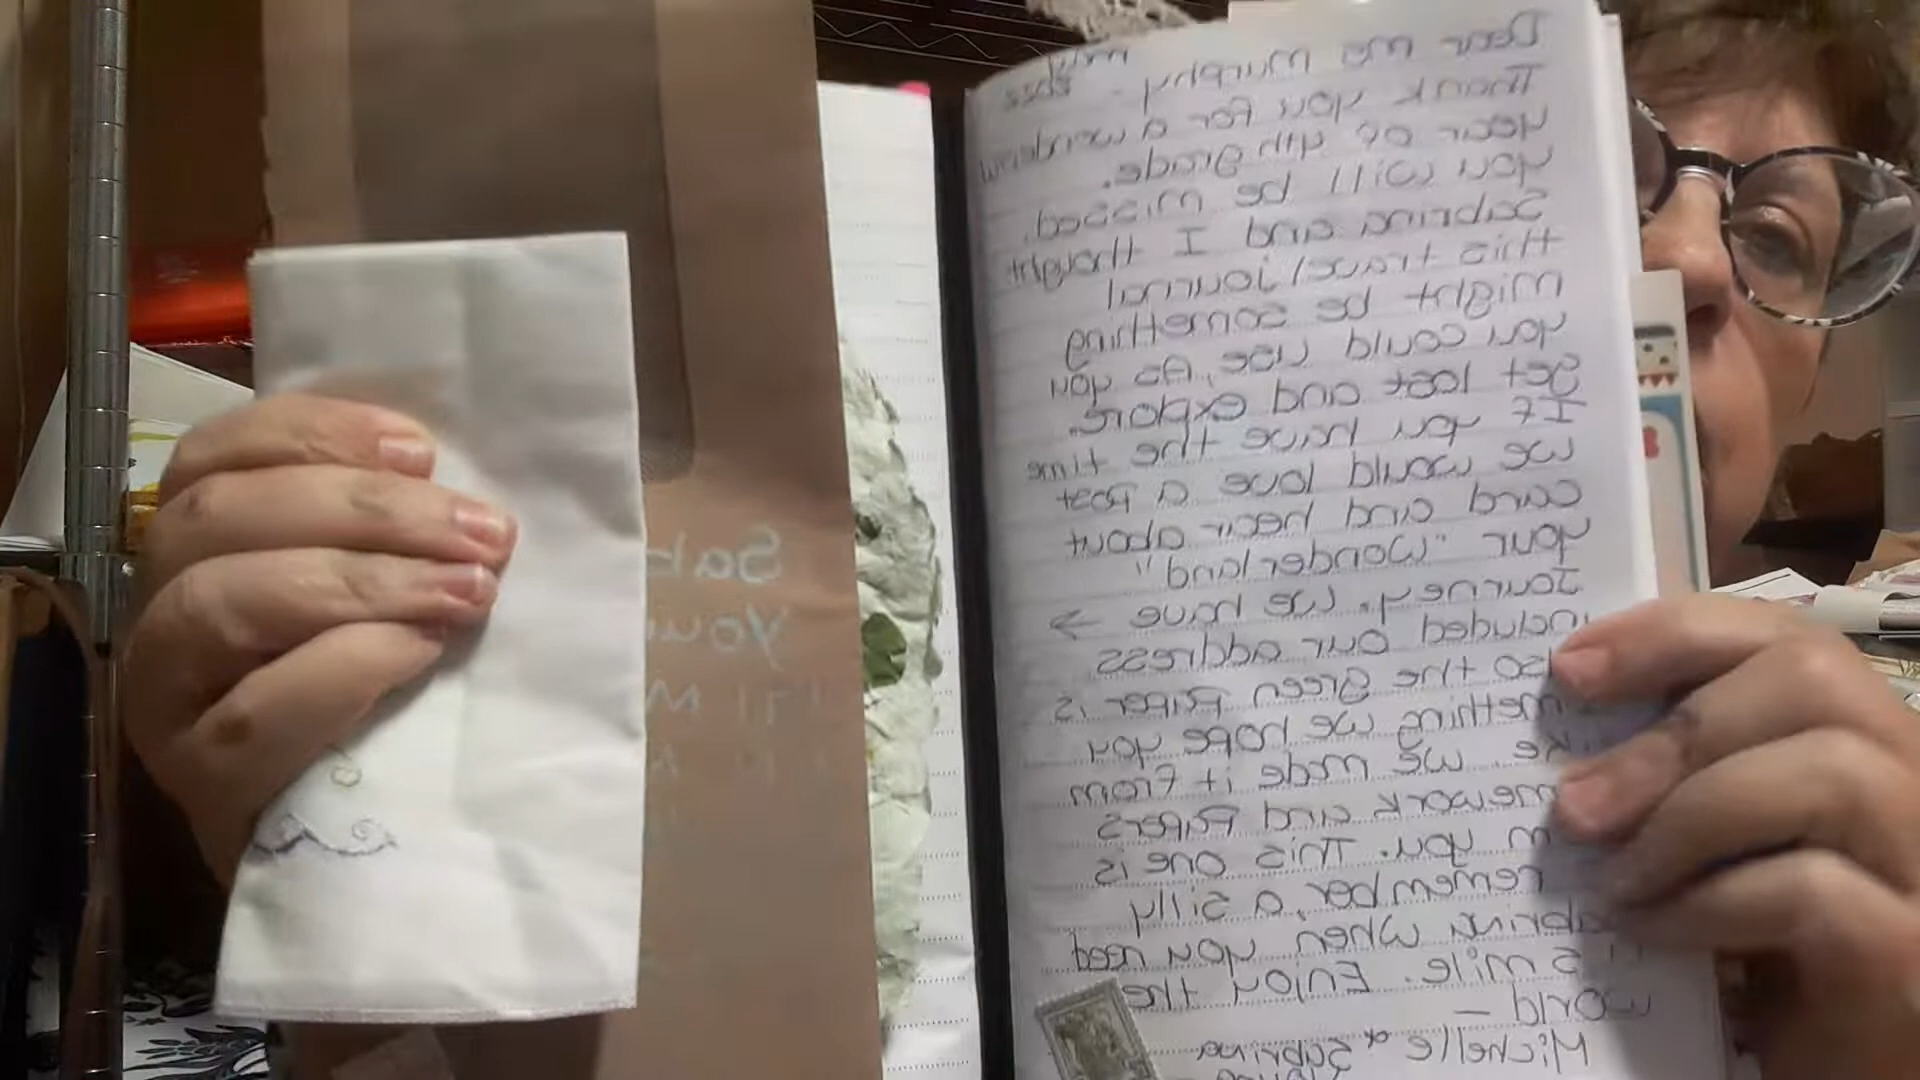 Dear ms murphy -
Thank you for a
year of 4th grade.
you will be missed.
Sabrina and I thought
this travel journal
might be something
you could use, As you
get lost and explore.
If you have the time
we would love a Post
card and hear about
your "Wonderland"
Journey. We have →
included our address
the green Paper is
we hope you
We made it From
and Papers
you. This one is
remember, a silly
When you need
smile. Enjoy the
world —
Michelle & Sabrina